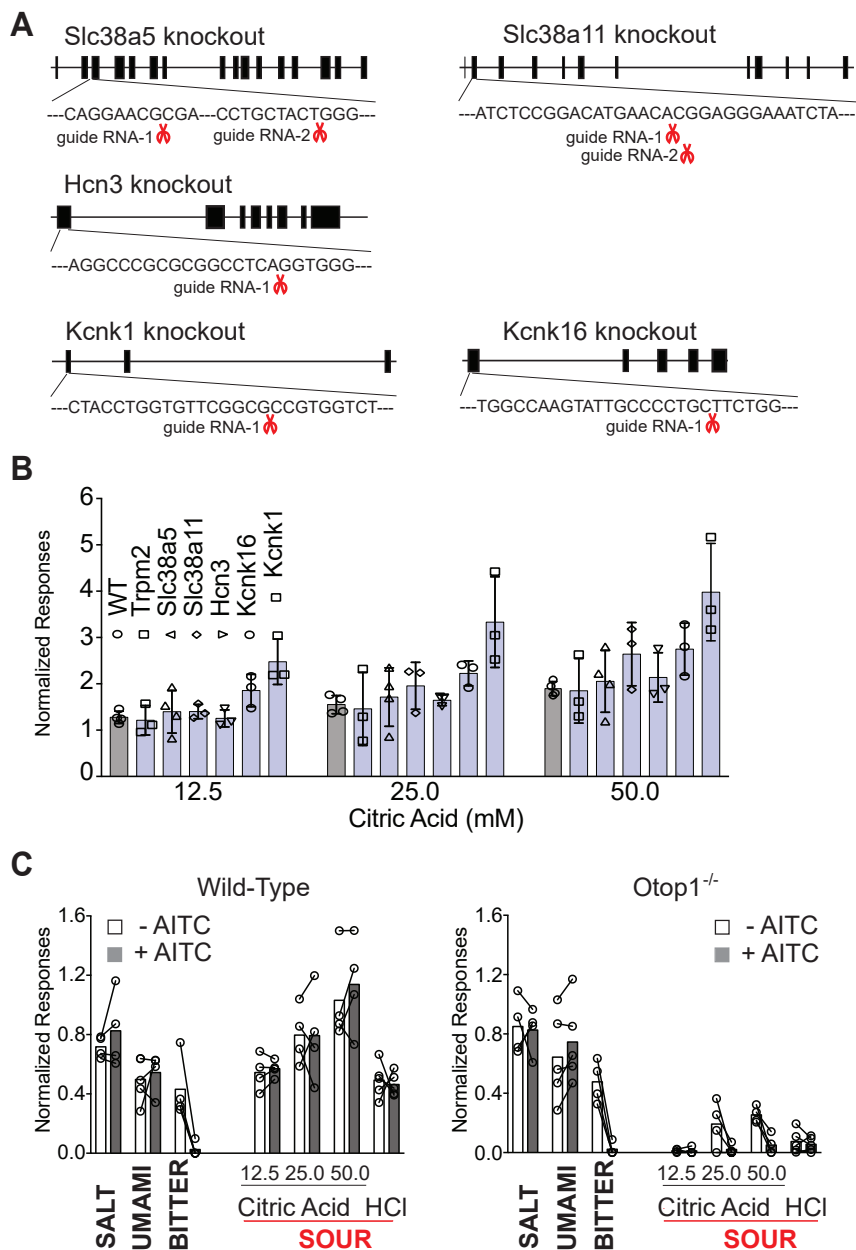 A
Slc38a5 knockout
Slc38a11 knockout
---CAGGAACGCGA---CCTGCTACTGGG---
guide RNA-1
guide RNA-2
---ATCTCCGGACATGAACACGGAGGGAAATCTA---
guide RNA-1
guide RNA-2
Hcn3 knockout
---AGGCCCGCGCGGCCTCAGGTGGG---
guide RNA-1
Kcnk1 knockout
Kcnk16 knockout
---CTACCTGGTGTTCGGCGCCGTGGTCT---
guide RNA-1
---TGGCCAAGTATTGCCCCTGCTTCTGG---
guide RNA-1
B
Normalized Responses
6
5
4
3
2
1
0
WT
Trpm2
Slc38a5
Slc38a11
Hcn3
Kcnk16
Kcnk1
12.5
25.0
50.0
Citric Acid (mM)
C
Wild-Type
Normalized Responses
1.6
1.2
0.8
0.4
0.0
- AITC
+ AITC
SALT
UMAMI
BITTER
12.5 25.0 50.0
Citric Acid HCl
SOUR
Otop1-/-
Normalized Responses
1.6
1.2
0.8
0.4
0.0
- AITC
+ AITC
SALT
UMAMI
BITTER
12.5 25.0 50.0
Citric Acid HCl
SOUR